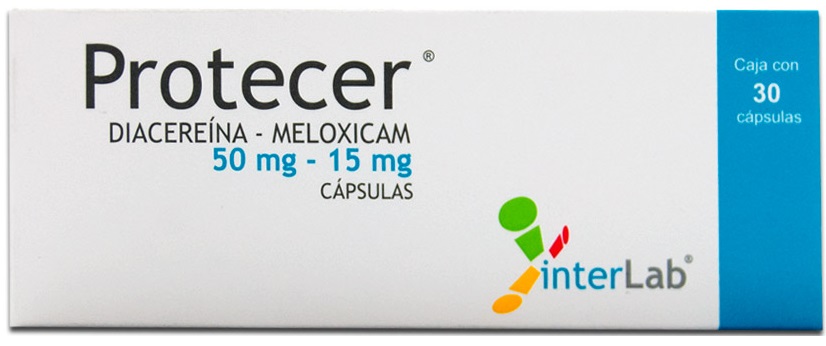 Protecer®
DIACEREÍNA - MELOXICAM
50 mg - 15 mg
CÁPSULAS
Caja con
30
cápsulas
interLab®